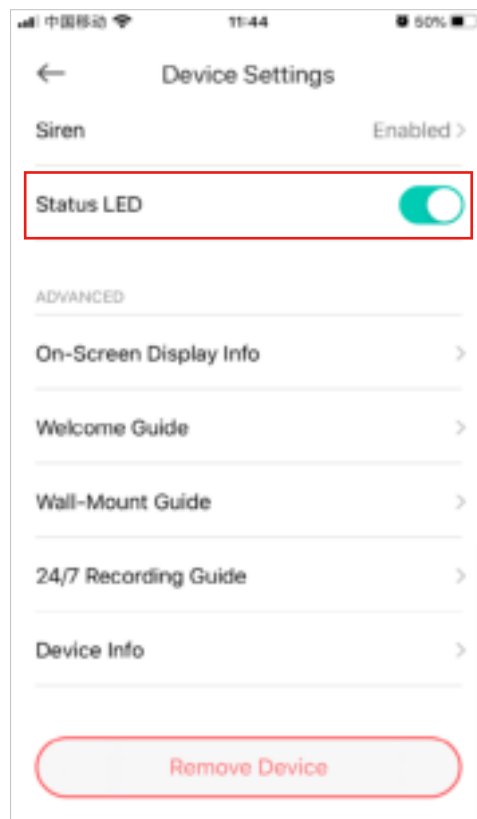 中国移动 11:44 50%
Device Settings
Siren Enabled
Status LED
ADVANCED
On-Screen Display Info
Welcome Guide
Wall-Mount Guide
24/7 Recording Guide
Device Info
Remove Device